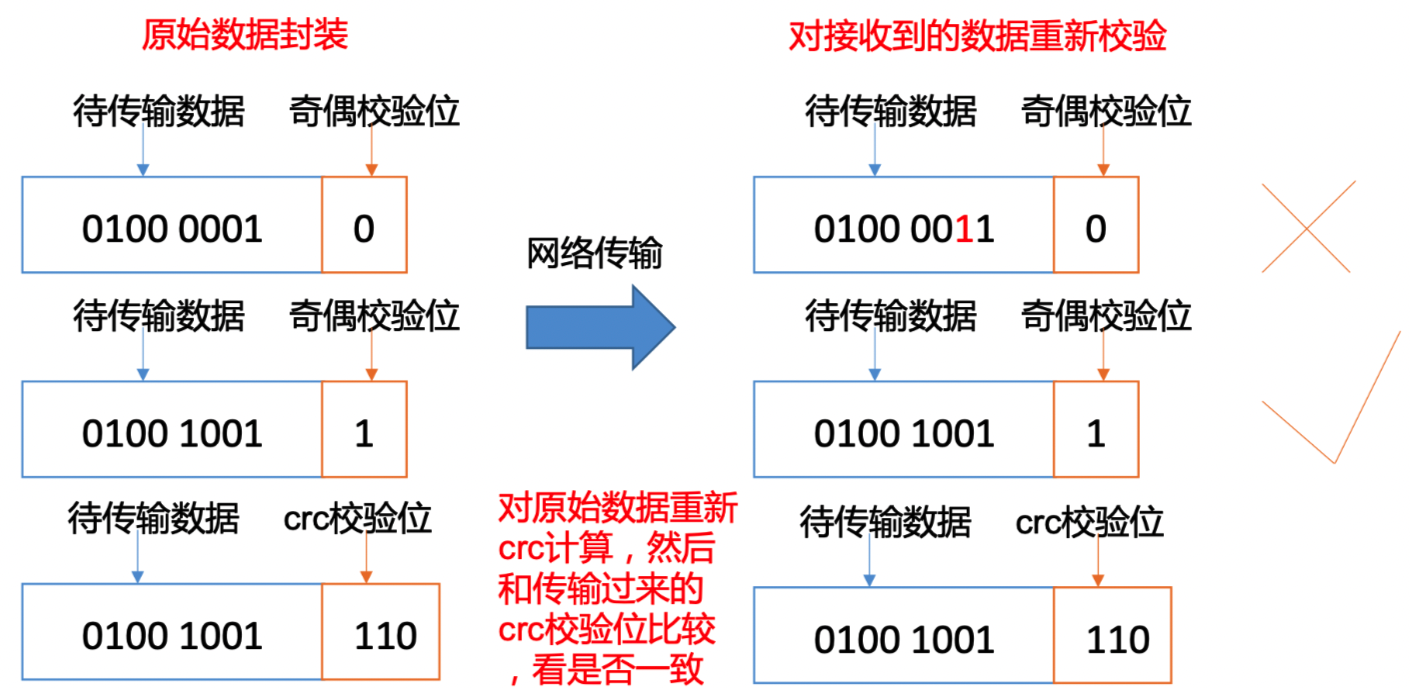 原始数据封装
对接收到的数据重新校验
待传输数据 奇偶校验位
待传输数据 奇偶校验位
0100 0001 0
0100 0011 0
网络传输
待传输数据 奇偶校验位
待传输数据 奇偶校验位
0100 1001 1
0100 1001 1
待传输数据 crc校验位
对原始数据重新
crc计算，然后
和传输过来的
crc校验位比较
，看是否一致
待传输数据 crc校验位
0100 1001 110
0100 1001 110